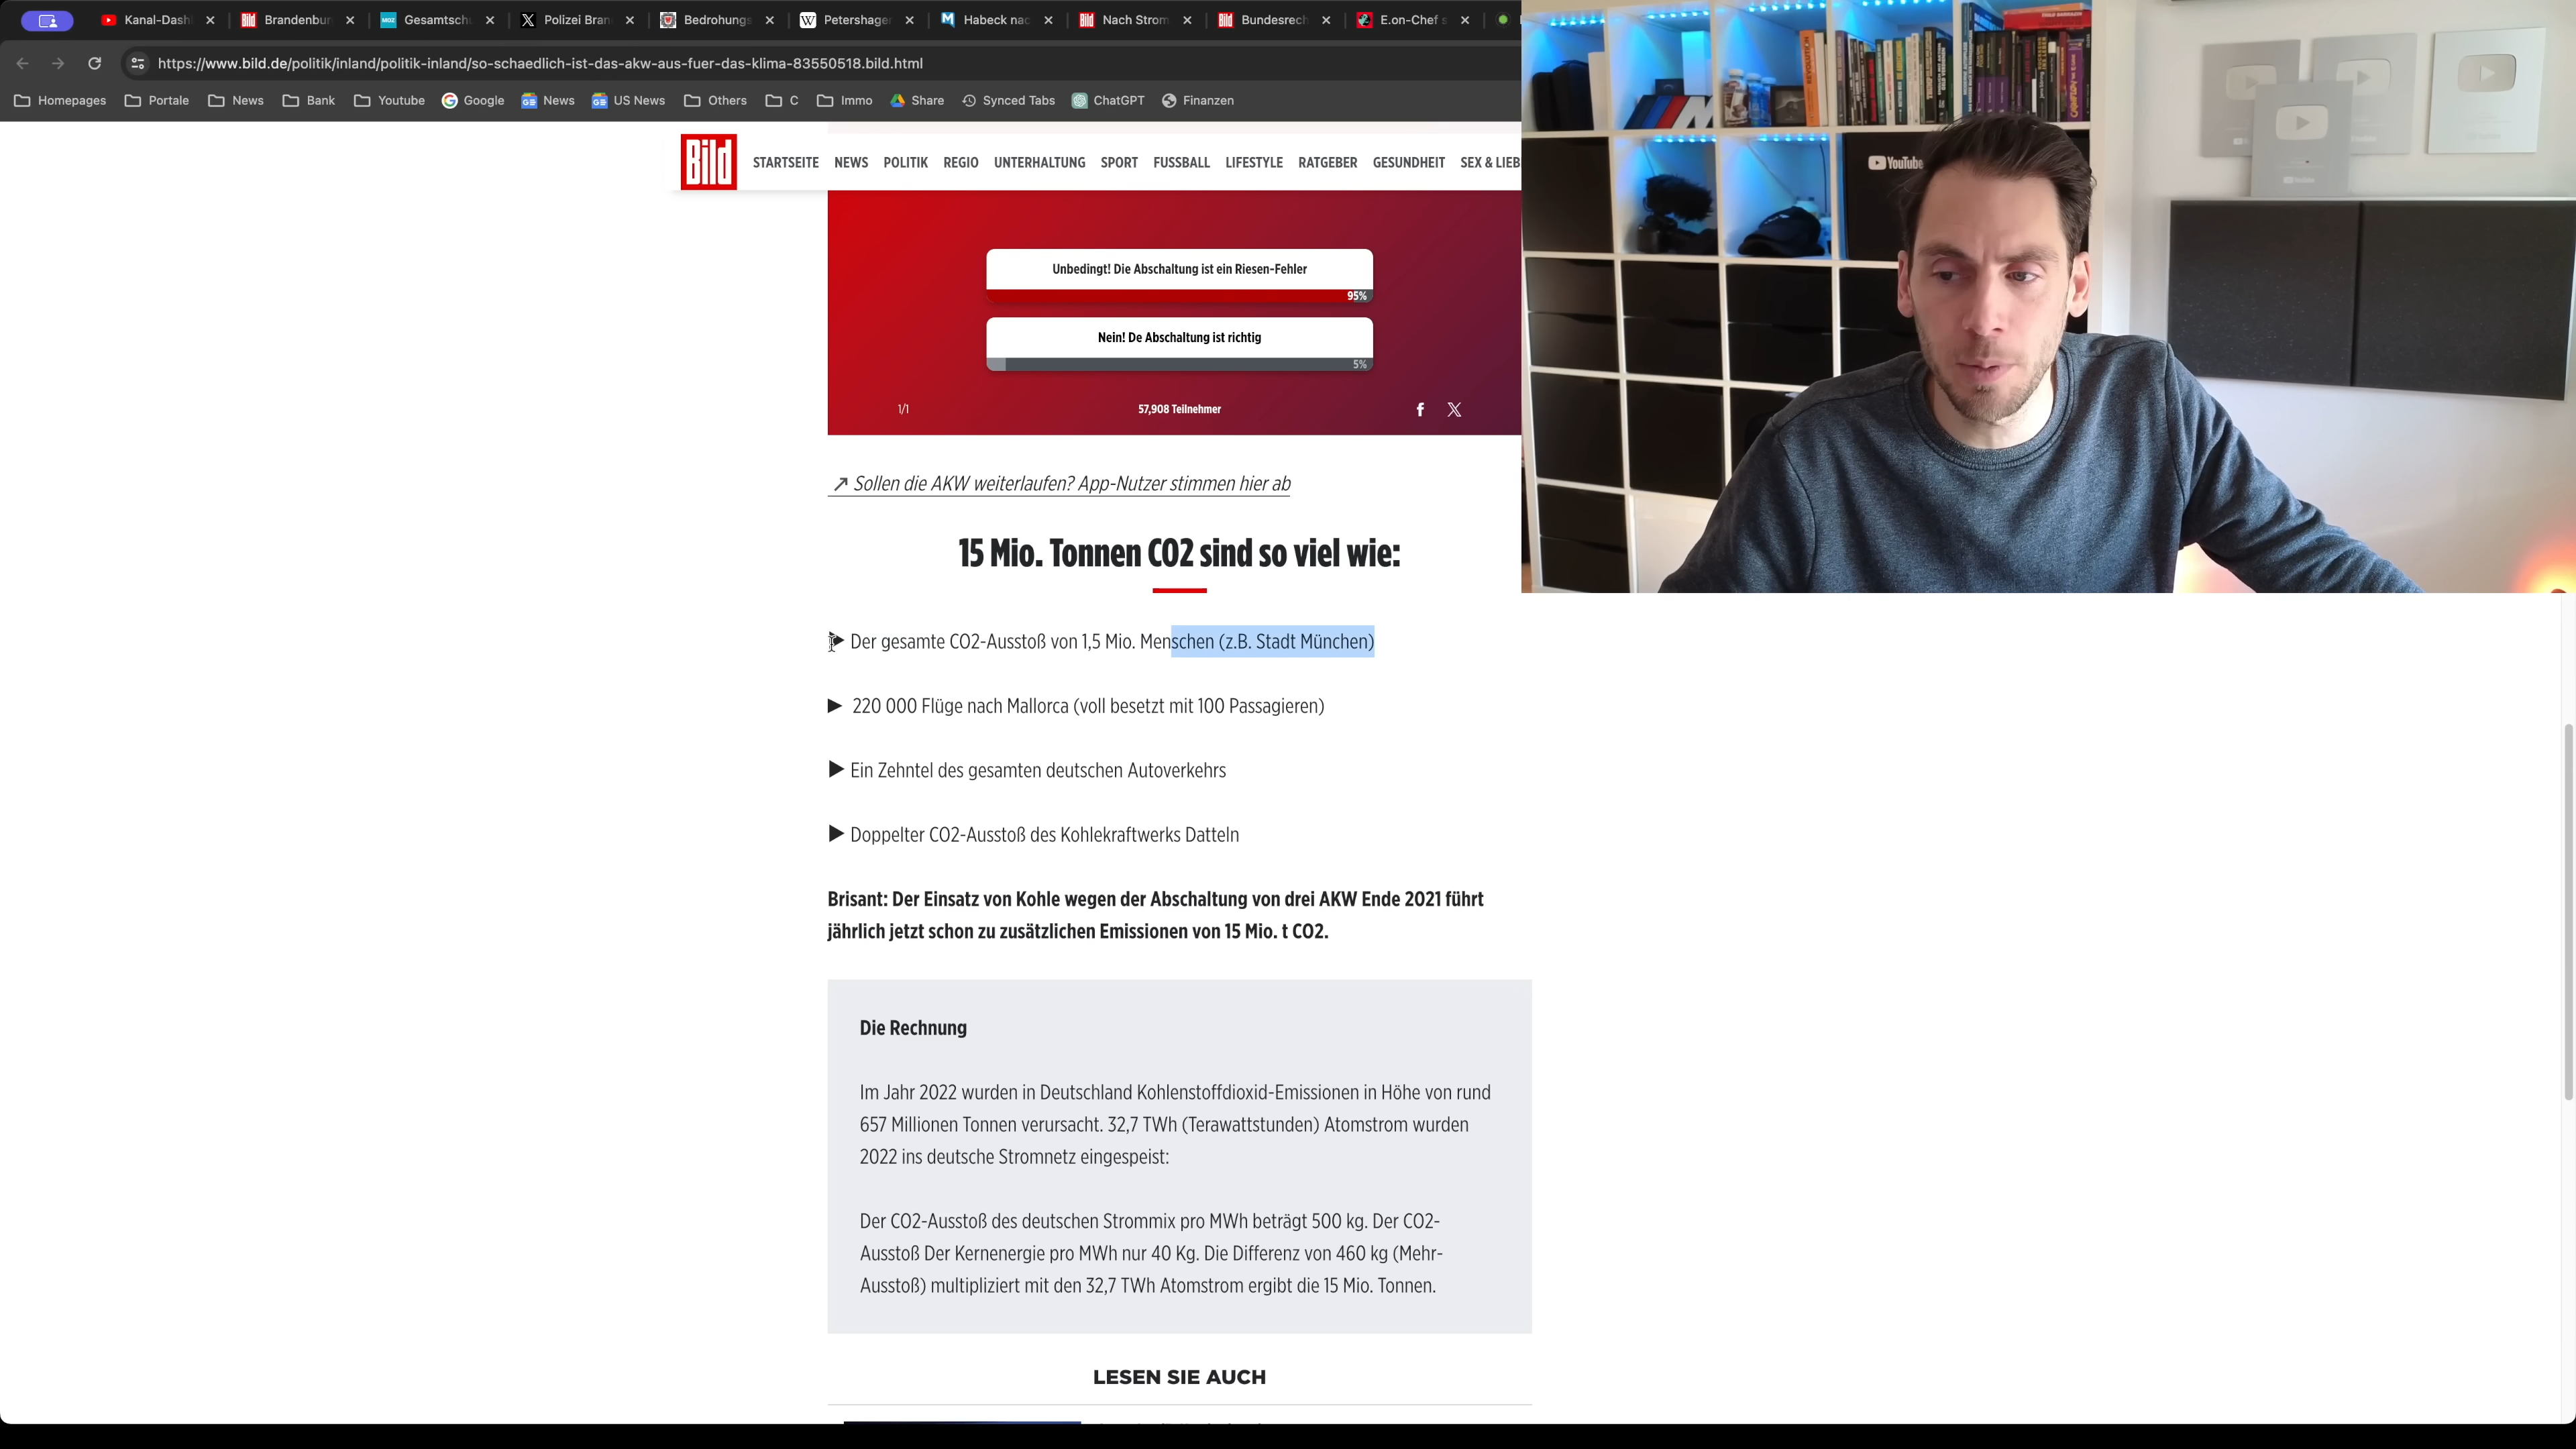 Kanal-Dash
Brandenbur
Gesamtsch
Polizei Bran
Bedrohungs
Petershage
Habeck nac
Nach Strom
Bundesrech
E.on-Chef s
https://www.bild.de/politik/inland/politik-inland/so-schaedlich-ist-das-akw-aus-fuer-das-klima-83550518.bild.html
Homepages
Portale
News
Bank
Youtube
Google
News
US News
Others
C
Immo
Share
Synced Tabs
ChatGPT
Finanzen
Bild
STARTSEITE NEWS POLITIK REGIO UNTERHALTUNG SPORT FUSSBALL LIFESTYLE RATGEBER GESUNDHEIT SEX & LIEB
YouTube
Unbedingt! Die Abschaltung ist ein Riesen-Fehler
95%
Nein! De Abschaltung ist richtig
5%
1/1
57,908 Teilnehmer
↗ Sollen die AKW weiterlaufen? App-Nutzer stimmen hier ab
15 Mio. Tonnen CO2 sind so viel wie:
▶ Der gesamte CO2-Ausstoß von 1,5 Mio. Menschen (z.B. Stadt München)
▶ 220 000 Flüge nach Mallorca (voll besetzt mit 100 Passagieren)
▶ Ein Zehntel des gesamten deutschen Autoverkehrs
▶ Doppelter CO2-Ausstoß des Kohlekraftwerks Datteln
Brisant: Der Einsatz von Kohle wegen der Abschaltung von drei AKW Ende 2021 führt
jährlich jetzt schon zu zusätzlichen Emissionen von 15 Mio. t CO2.
Die Rechnung
Im Jahr 2022 wurden in Deutschland Kohlenstoffdioxid-Emissionen in Höhe von rund
657 Millionen Tonnen verursacht. 32,7 TWh (Terawattstunden) Atomstrom wurden
2022 ins deutsche Stromnetz eingespeist:
Der CO2-Ausstoß des deutschen Strommix pro MWh beträgt 500 kg. Der CO2-
Ausstoß Der Kernenergie pro MWh nur 40 Kg. Die Differenz von 460 kg (Mehr-
Ausstoß) multipliziert mit den 32,7 TWh Atomstrom ergibt die 15 Mio. Tonnen.
LESEN SIE AUCH